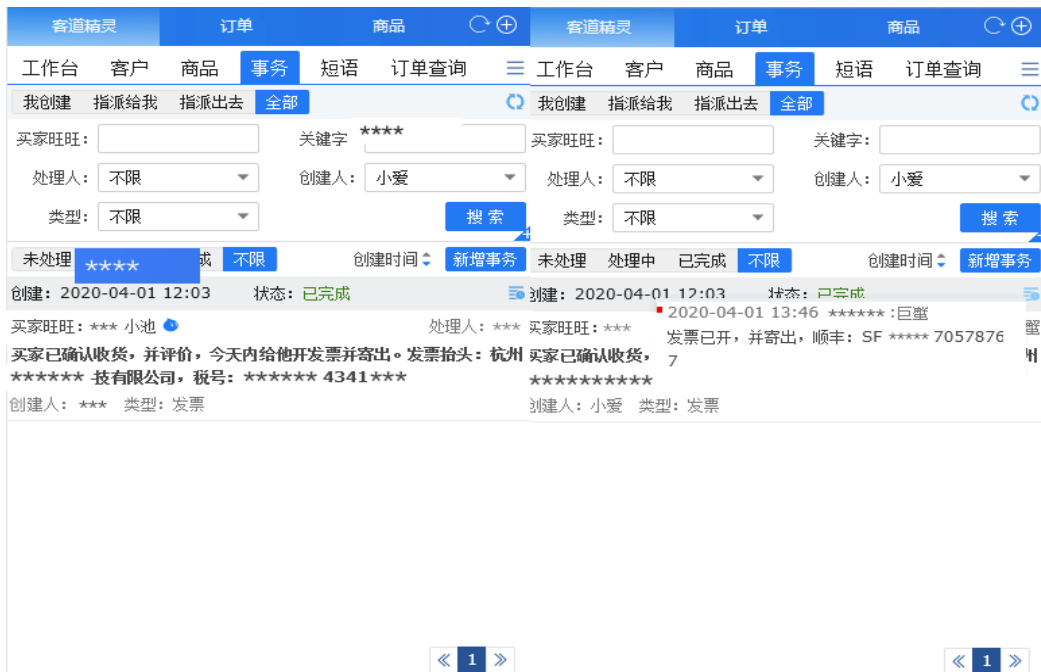 客道精灵 订单 商品
工作台 客户 商品 事务 短语 订单查询
我创建 指派给我 指派出去 全部
买家旺旺: 关键字 ****
处理人: 不限 创建人: 小爱
类型: 不限 搜 索
未处理 **** 成 不限 创建时间 新增事务
创建: 2020-04-01 12:03 状态: 已完成
买家旺旺: *** 小池 处理人: ***
买家已确认收货，并评价，今天内给他开发票并寄出。发票抬头: 杭州
****** 技有限公司，税号: ****** 4341***
创建人: *** 类型: 发票
« 1 »
客道精灵 订单 商品
工作台 客户 商品 事务 短语 订单查询
我创建 指派给我 指派出去 全部
买家旺旺: 关键字:
处理人: 不限 创建人: 小爱
类型: 不限 搜 索
未处理 处理中 已完成 不限 创建时间 新增事务
创建: 2020-04-01 12:03 状态: 已完成
2020-04-01 13:46 ****** :巨蟹
买家旺旺: *** 蟹
发票已开，并寄出，顺丰: SF ***** 7057876
7
买家已确认收货， 州
**********
创建人: 小爱 类型: 发票
« 1 »